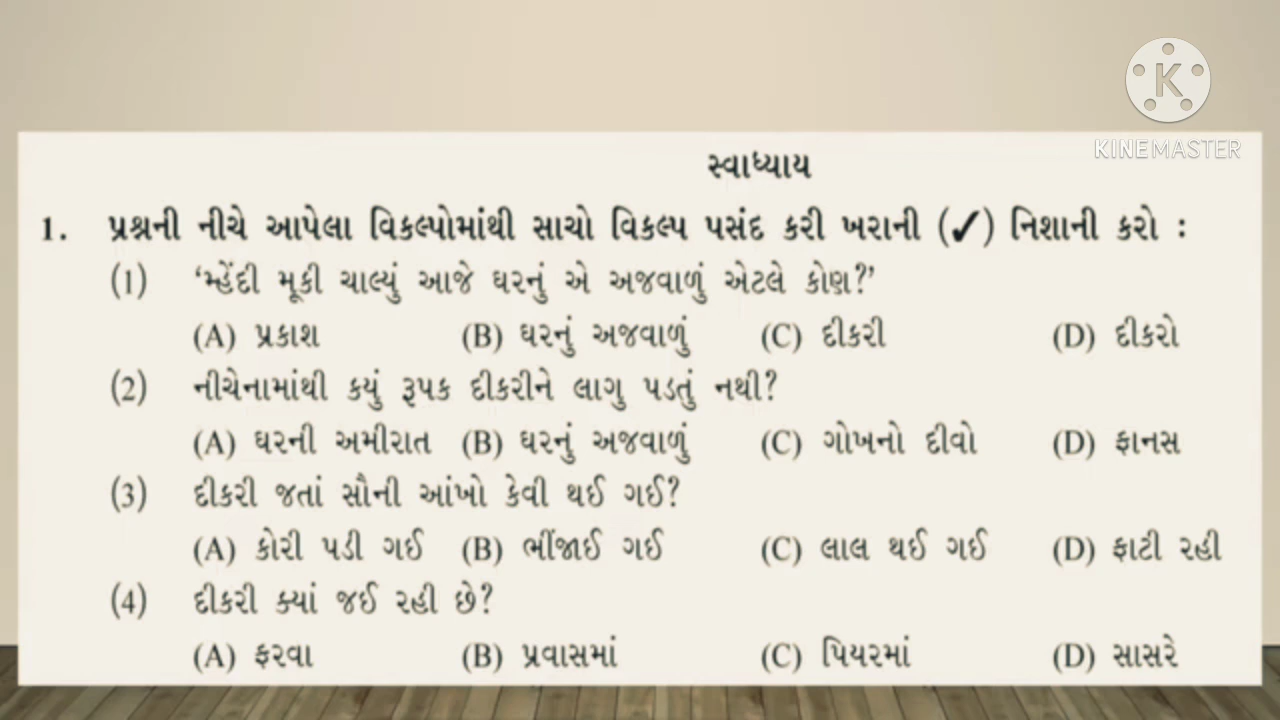 K
KINEMASTER
સ્વાધ્યાય
1. પ્રશ્નની નીચે આપેલા વિકલ્પોમાંથી સાચો વિકલ્પ પસંદ કરી ખરાની (✓) નિશાની કરો :
(1) ‘મ્હેંદી મૂકી ચાલ્યું આજે ઘરનું એ અજવાળું એટલે કોણ?’
(A) પ્રકાશ (B) ઘરનું અજવાળું (C) દીકરી (D) દીકરો
(2) નીચેનામાંથી કયું રૂપક દીકરીને લાગુ પડતું નથી?
(A) ઘરની અમીરાત (B) ઘરનું અજવાળું (C) ગોખનો દીવો (D) ફાનસ
(3) દીકરી જતાં સૌની આંખો કેવી થઈ ગઈ?
(A) કોરી પડી ગઈ (B) ભીંજાઈ ગઈ (C) લાલ થઈ ગઈ (D) ફાટી રહી
(4) દીકરી ક્યાં જઈ રહી છે?
(A) ફરવા (B) પ્રવાસમાં (C) પિયરમાં (D) સાસરે